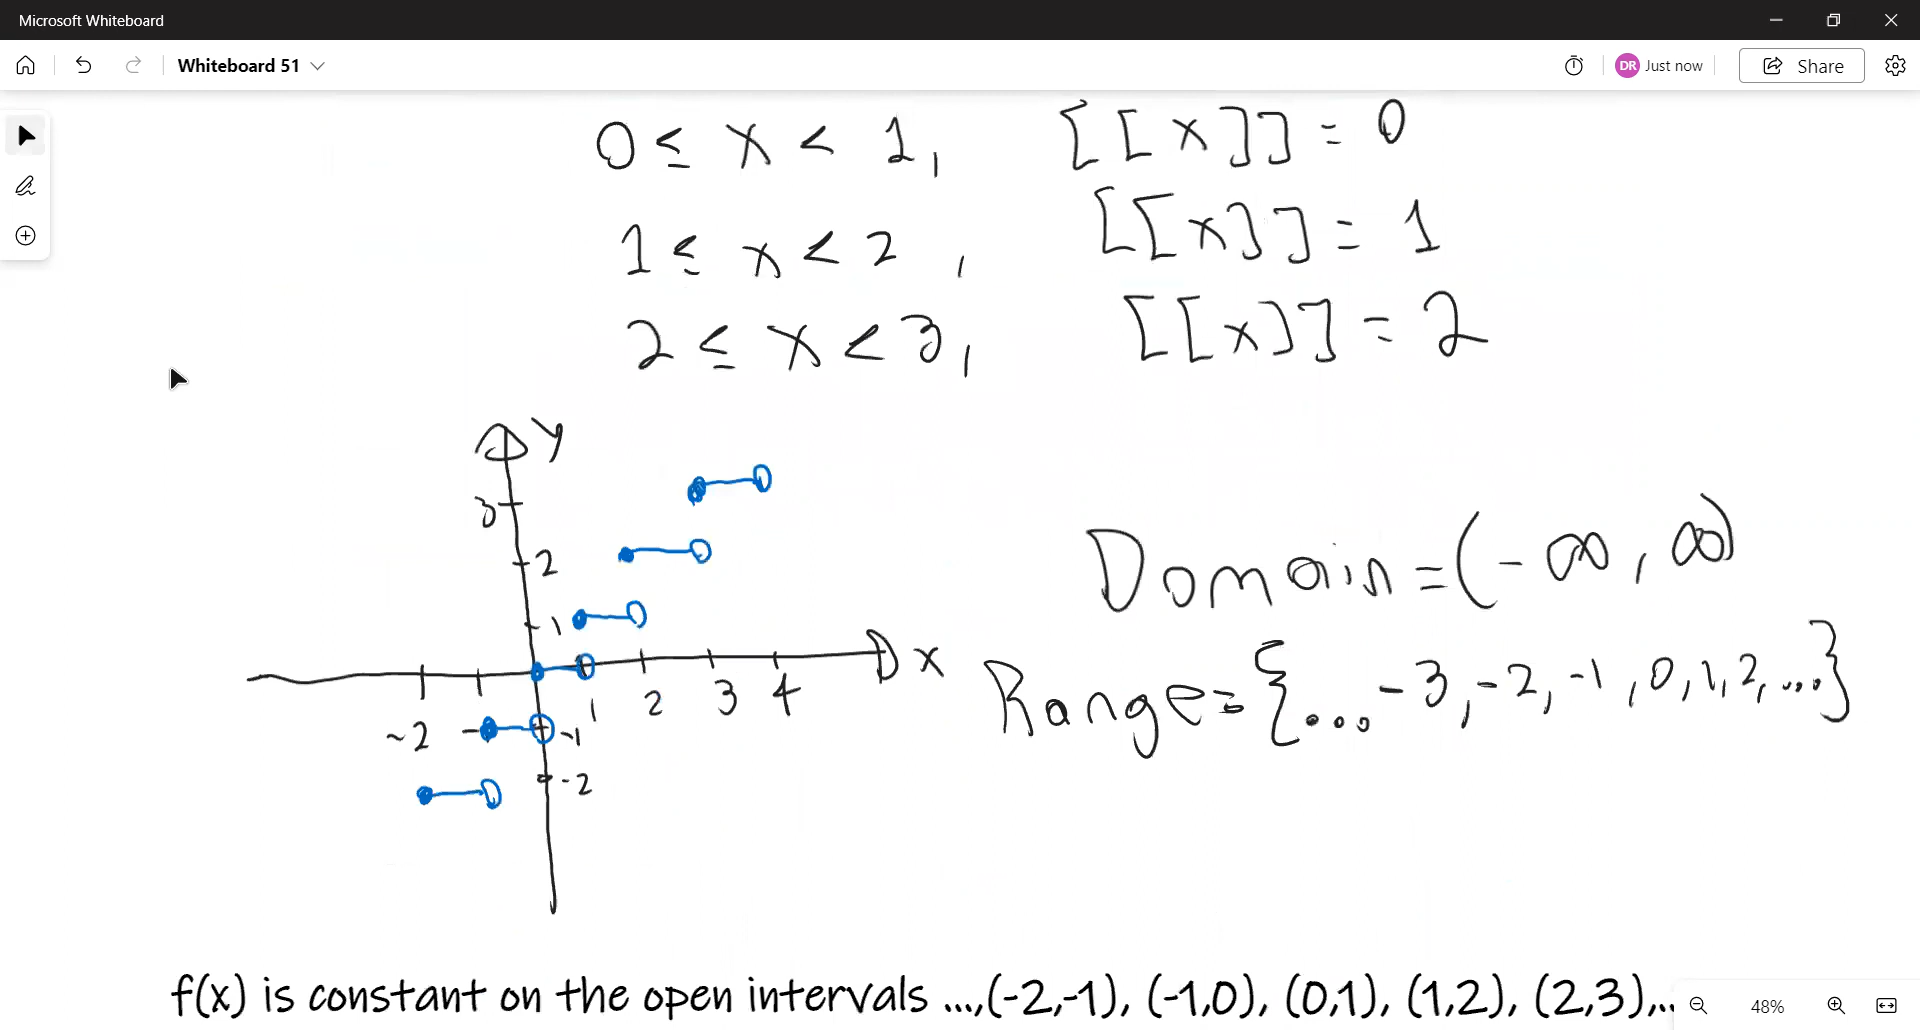 Microsoft Whiteboard
Whiteboard 51
DR Just now
Share
0 ≤ x < 1, [[x]] = 0
1 ≤ x < 2, [[x]] = 1
2 ≤ x < 3, [[x]] = 2
y
3
2
1
x
1 2 3 4
-2
-1
-2
Domain = (-∞, ∞)
Range = {... -3, -2, -1, 0, 1, 2, ...}
f(x) is constant on the open intervals ...,(-2,-1), (-1,0), (0,1), (1,2), (2,3),...
48%